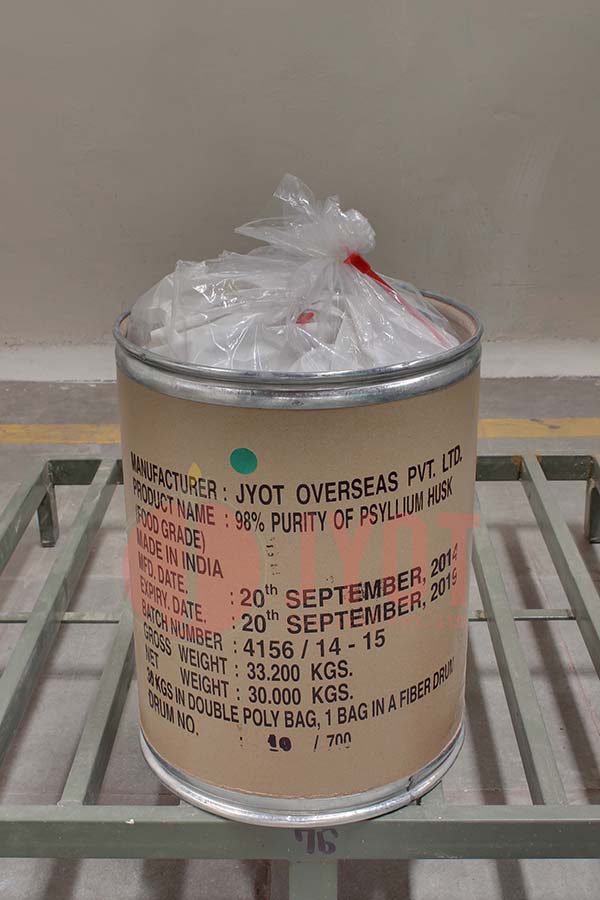 MANUFACTURER : JYOT OVERSEAS PVT. LTD.
PRODUCT NAME : 98% PURITY OF PSYLLIUM HUSK
(FOOD GRADE)
MADE IN INDIA
MFD. DATE. : 20th SEPTEMBER, 2014
EXPIRY. DATE. : 20th SEPTEMBER, 2019
BATCH NUMBER : 4156 / 14 - 15
GROSS WEIGHT : 33.200 KGS.
NET WEIGHT : 30.000 KGS.
30 KGS IN DOUBLE POLY BAG, 1 BAG IN A FIBER DRUM
DRUM NO. : 10 / 700
JYOT
76